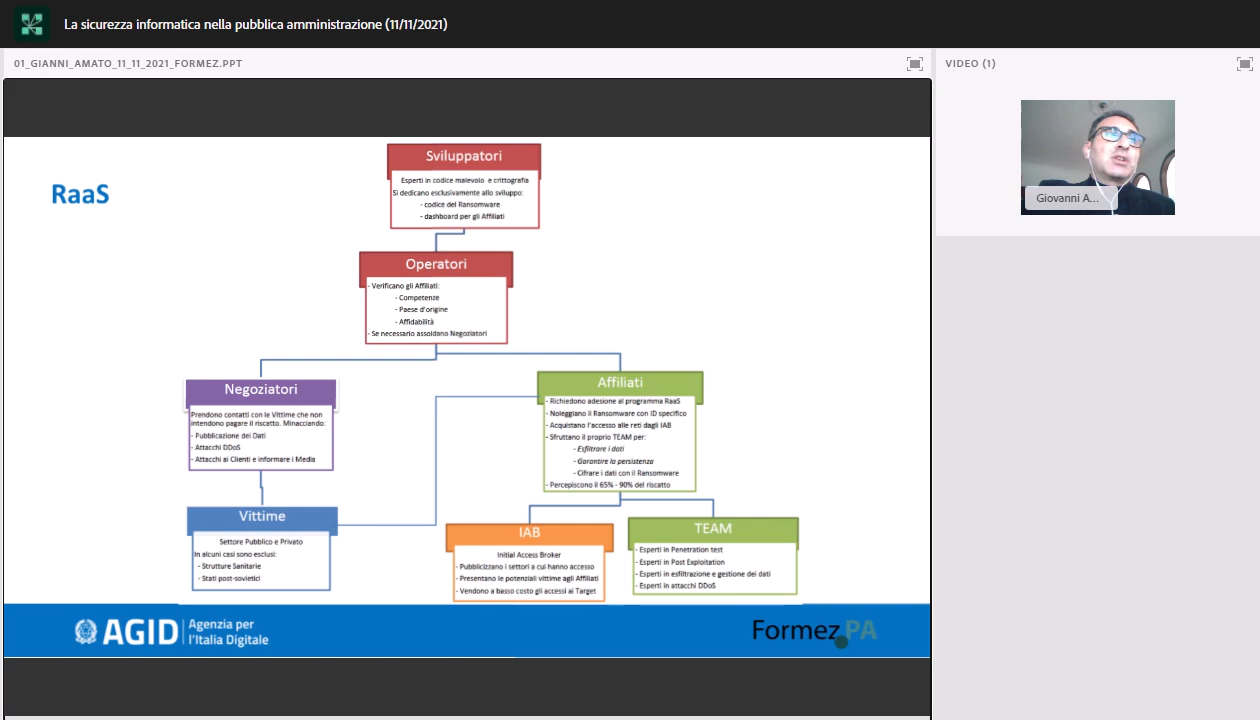 La sicurezza informatica nella pubblica amministrazione (11/11/2021)
01_GIANNI_AMATO_11_11_2021_FORMEZ.PPT
VIDEO (1)
Giovanni A...
RaaS
Sviluppatori
Esperti in codice malevolo e crittografia
Si dedicano esclusivamente allo sviluppo:
- codice del Ransomware
- dashboard per gli Affiliati
Operatori
- Verificano gli Affiliati:
- Competenze
- Paese d'origine
- Affidabilità
- Se necessario assoldano Negoziatori
Negoziatori
Prendono contatti con le Vittime che non
intendono pagare il riscatto. Minacciando:
- Pubblicazione dei Dati
- Attacchi DDoS
- Attacchi ai Clienti e informare i Media
Affiliati
- Richiedono adesione al programma RaaS
- Noleggiano il Ransomware con ID specifico
- Acquistano l'accesso alle reti dagli IAB
- Sfruttano il proprio TEAM per:
- Esfiltrare i dati
- Garantire la persistenza
- Cifrare i dati con il Ransomware
- Percepiscono il 65% - 90% del riscatto
Vittime
Settore Pubblico e Privato
In alcuni casi sono esclusi:
- Strutture Sanitarie
- Stati post-sovietici
IAB
Initial Access Broker
- Pubblicizzano i settori a cui hanno accesso
- Presentano le potenziali vittime agli Affiliati
- Vendono a basso costo gli accessi ai Target
TEAM
- Esperti in Penetration test
- Esperti in Post Exploitation
- Esperti in esfiltrazione e gestione dei dati
- Esperti in attacchi DDoS
AGID
Agenzia per
l'Italia Digitale
Formez PA